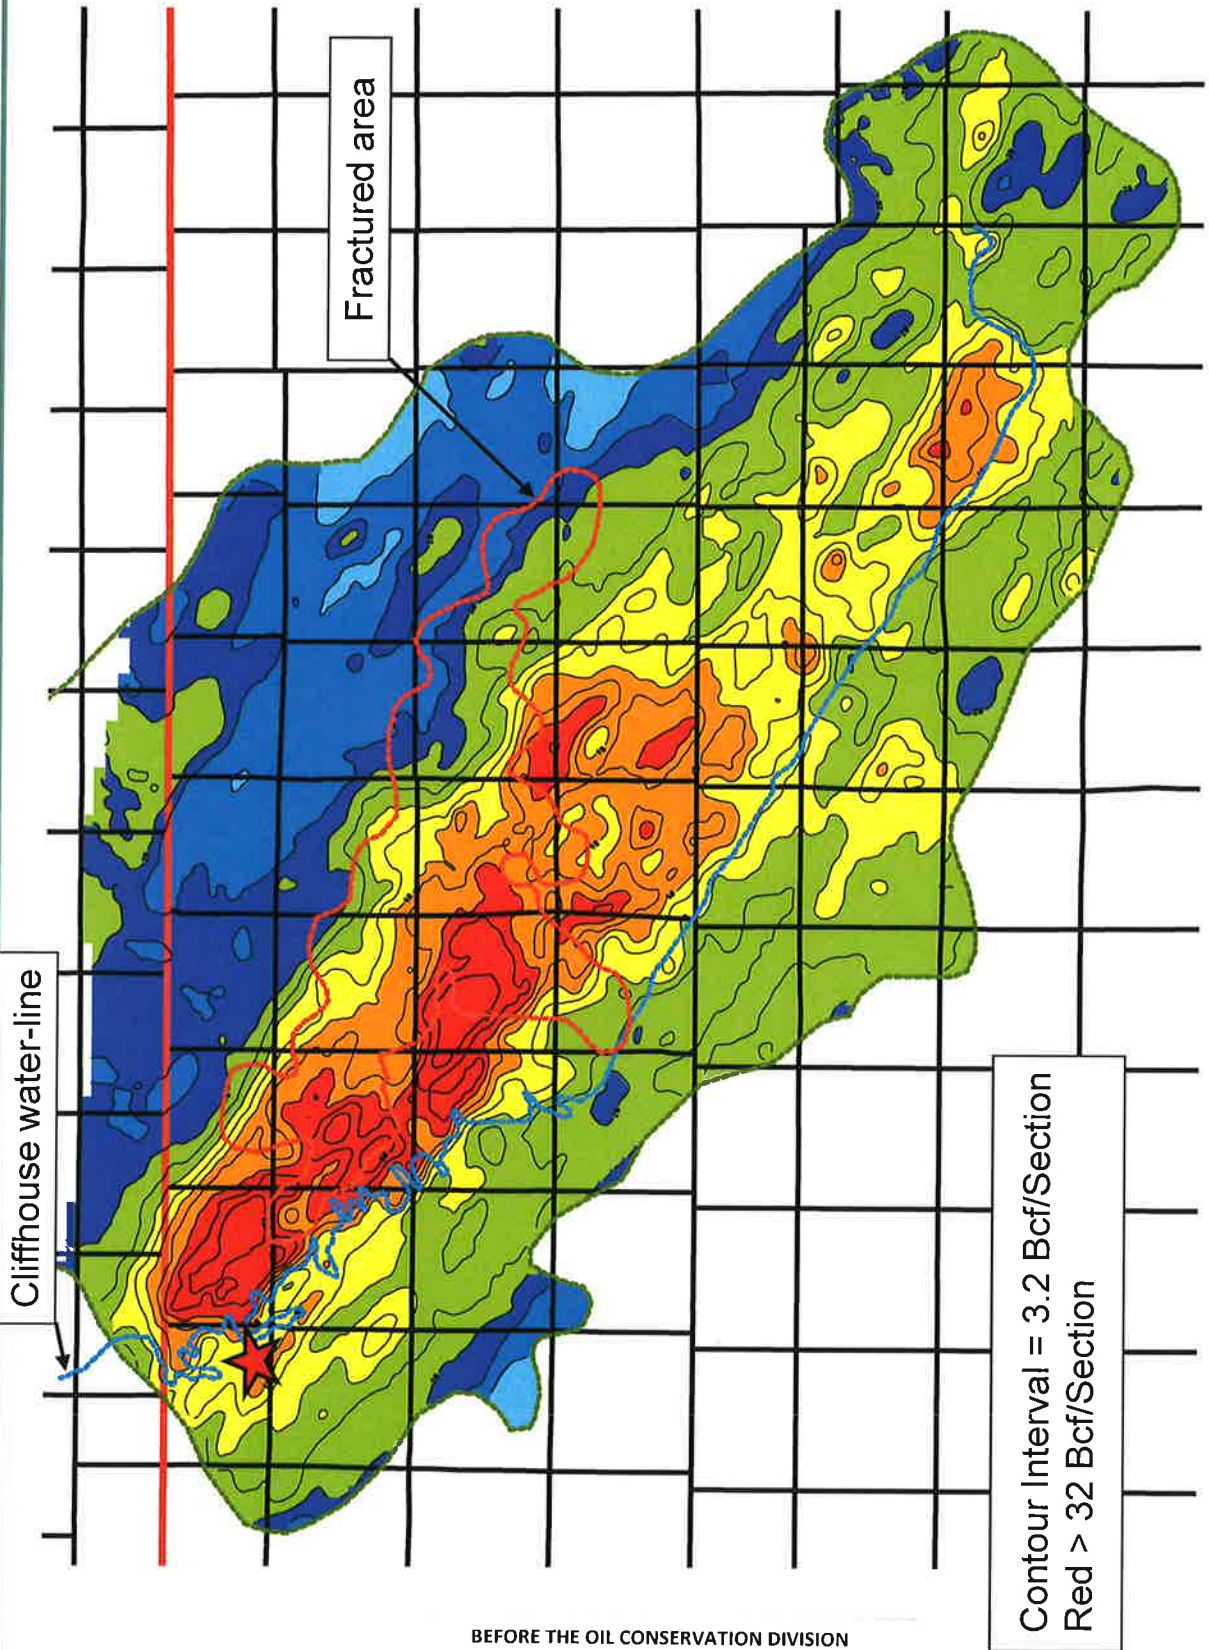 Cliffhouse water-line
Fractured area
Contour Interval = 3.2 Bcf/Section
Red > 32 Bcf/Section
BEFORE THE OIL CONSERVATION DIVISION